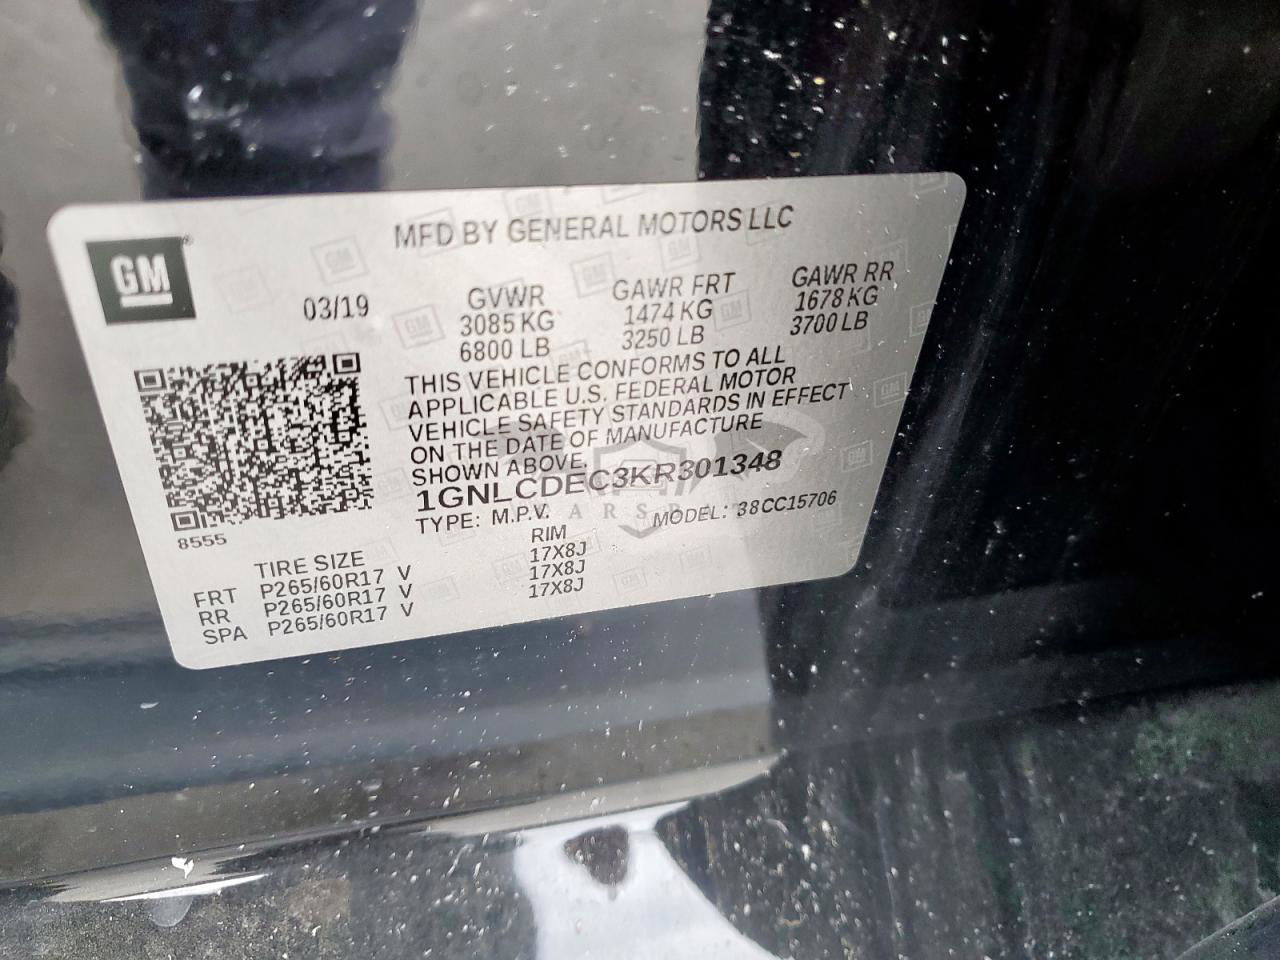 MFD BY GENERAL MOTORS LLC
GM
03/19
GVWR GAWR FRT GAWR RR
3085 KG 1474 KG 1678 KG
6800 LB 3250 LB 3700 LB
THIS VEHICLE CONFORMS TO ALL
APPLICABLE U.S. FEDERAL MOTOR
VEHICLE SAFETY STANDARDS IN EFFECT
ON THE DATE OF MANUFACTURE
SHOWN ABOVE.
1GNLCDEC3KR301348
TYPE: M.P.V. MODEL: 38CC15706
8555
TIRE SIZE RIM
FRT P265/60R17 V 17X8J
RR P265/60R17 V 17X8J
SPA P265/60R17 V 17X8J